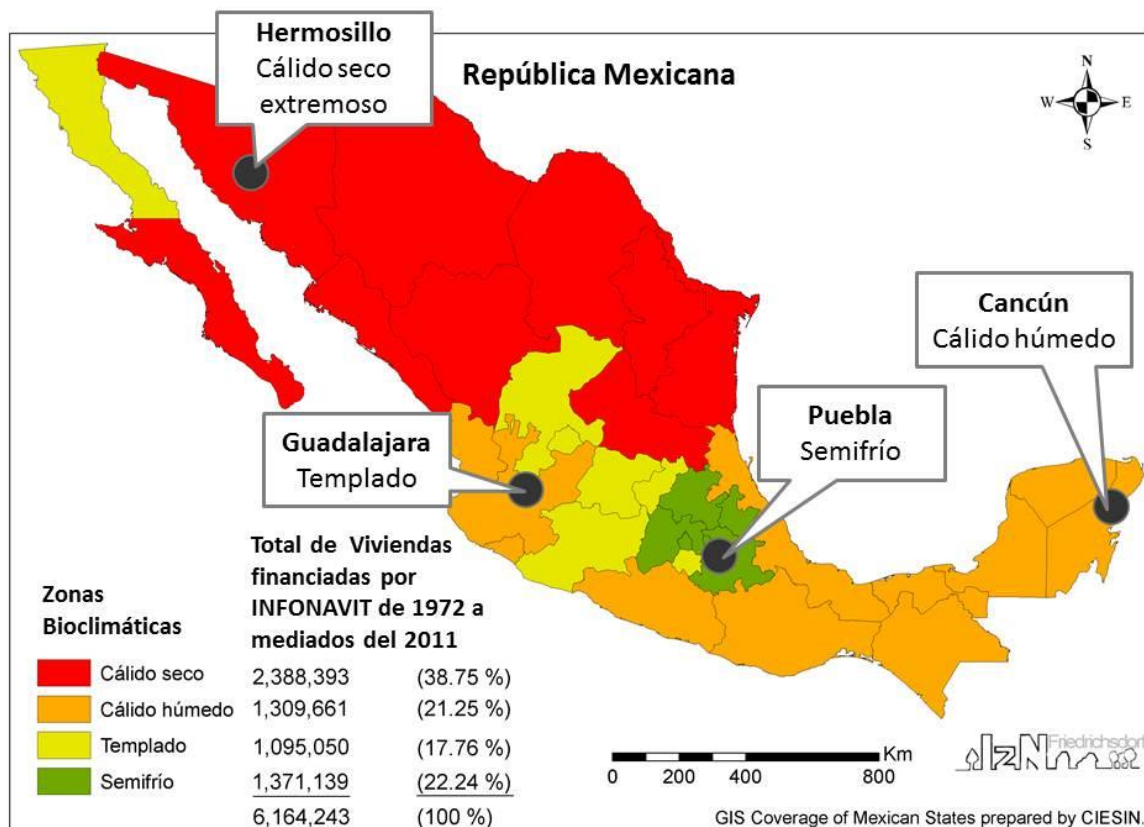 Hermosillo
Cálido seco
extremoso
República Mexicana
N
W
E
S
Cancún
Cálido húmedo
Puebla
Semifrío
Guadalajara
Templado
Zonas
Bioclimáticas
Total de Viviendas
financiadas por
INFONAVIT de 1972 a
mediados del 2011
Cálido seco 2,388,393 (38.75 %)
Cálido húmedo 1,309,661 (21.25 %)
Templado 1,095,050 (17.76 %)
Semifrío 1,371,139 (22.24 %)
6,164,243 (100 %)
Km
0 200 400 800
IzN Friedrichsdorf
GIS Coverage of Mexican States prepared by CIESIN